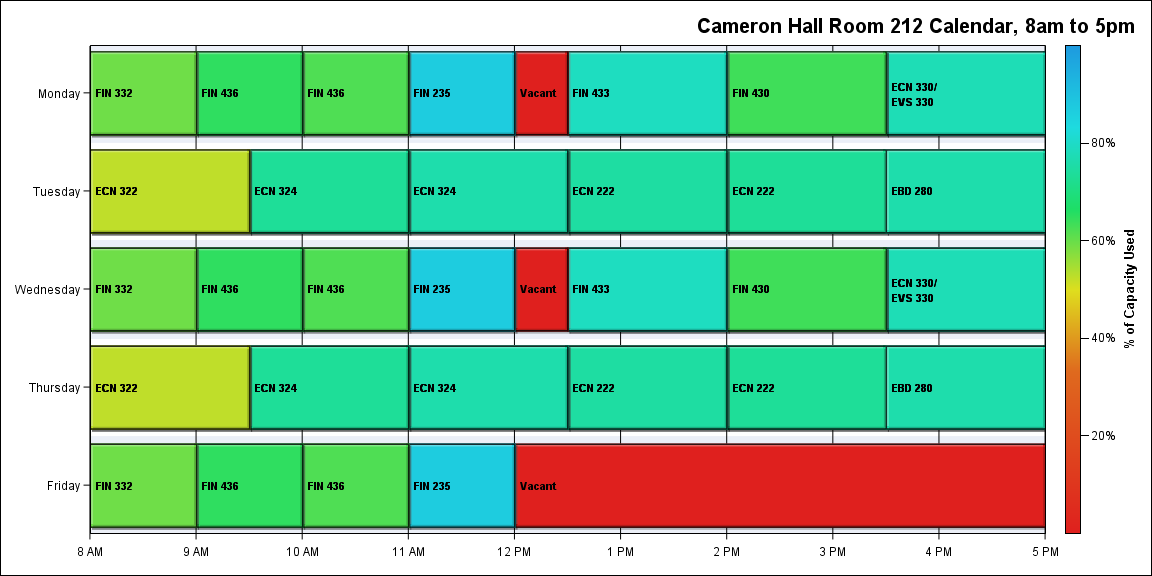 Cameron Hall Room 212 Calendar, 8am to 5pm
Monday
FIN 332
FIN 436
FIN 436
FIN 235
Vacant
FIN 433
FIN 430
ECN 330/
EVS 330
Tuesday
ECN 322
ECN 324
ECN 324
ECN 222
ECN 222
EBD 280
Wednesday
FIN 332
FIN 436
FIN 436
FIN 235
Vacant
FIN 433
FIN 430
ECN 330/
EVS 330
Thursday
ECN 322
ECN 324
ECN 324
ECN 222
ECN 222
EBD 280
Friday
FIN 332
FIN 436
FIN 436
FIN 235
Vacant
8 AM
9 AM
10 AM
11 AM
12 PM
1 PM
2 PM
3 PM
4 PM
5 PM
80%
60%
40%
20%
% of Capacity Used